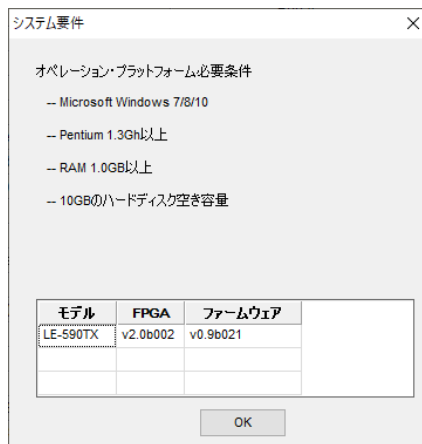 システム要件
オペレーション・プラットフォーム必要条件
-- Microsoft Windows 7/8/10
-- Pentium 1.3Gh以上
-- RAM 1.0GB以上
-- 10GBのハードディスク空き容量
モデル FPGA ファームウェア
LE-590TX v2.0b002 v0.9b021
OK